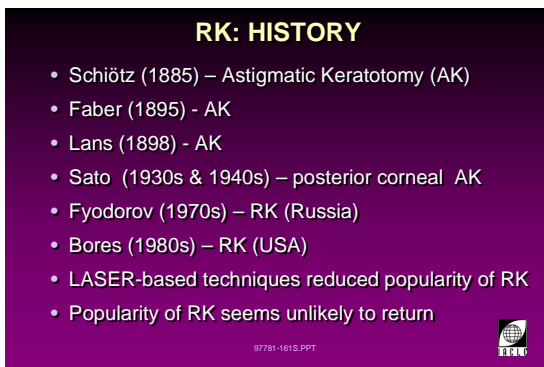 RK: HISTORY
• Schiötz (1885) – Astigmatic Keratotomy (AK)
• Faber (1895) - AK
• Lans (1898) - AK
• Sato (1930s & 1940s) – posterior corneal AK
• Fyodorov (1970s) – RK (Russia)
• Bores (1980s) – RK (USA)
• LASER-based techniques reduced popularity of RK
• Popularity of RK seems unlikely to return
97781-161S.PPT
IACLE